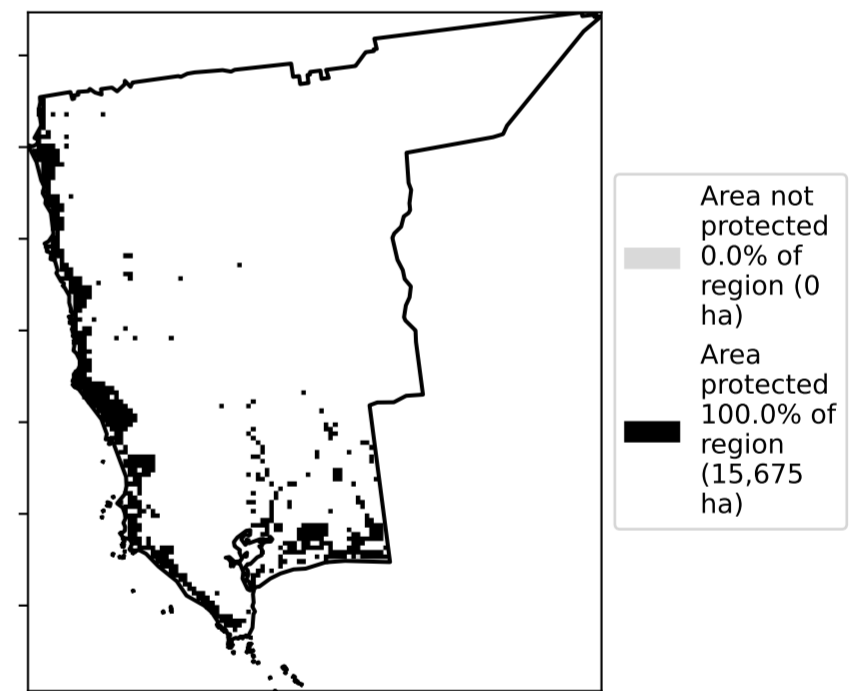 Area not
protected
0.0% of
region (0
ha)
Area
protected
100.0% of
region
(15,675
ha)